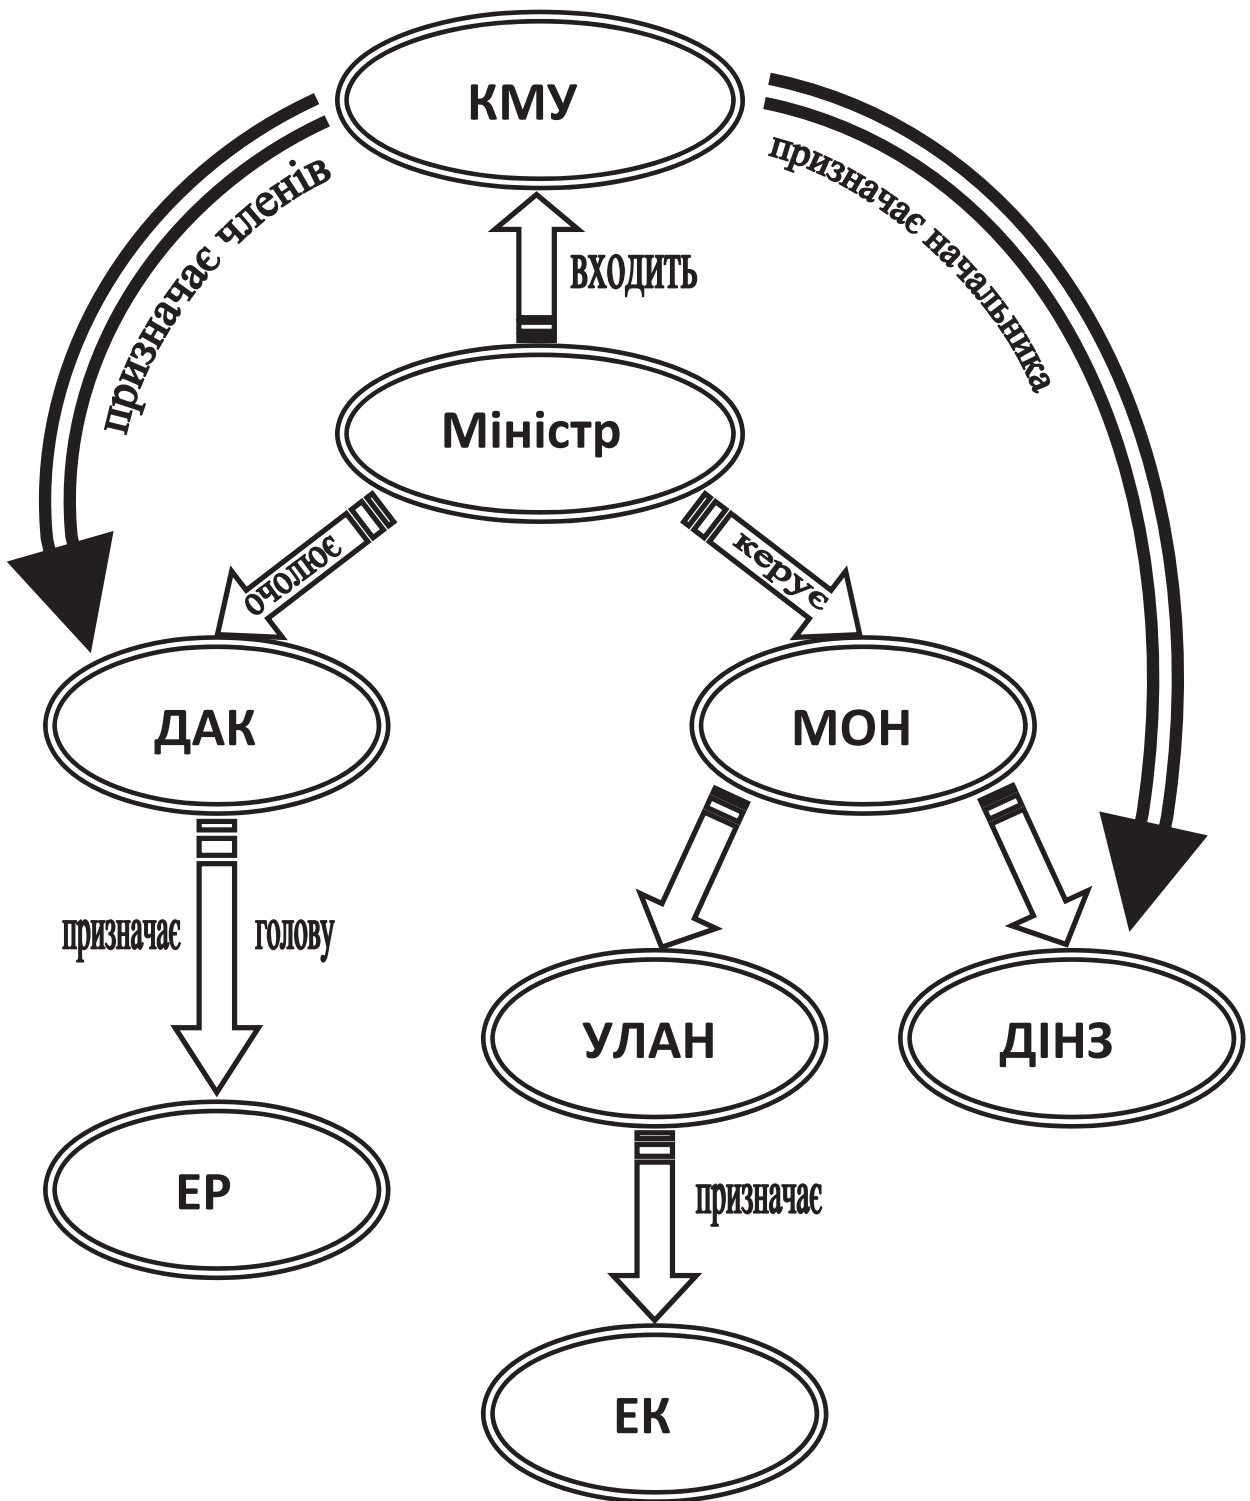 КМУ
призначає членів
призначає начальника
входить
Міністр
очолює
керує
ДАК
МОН
призначає голову
УЛАН
ДІНЗ
ЕР
призначає
ЕК